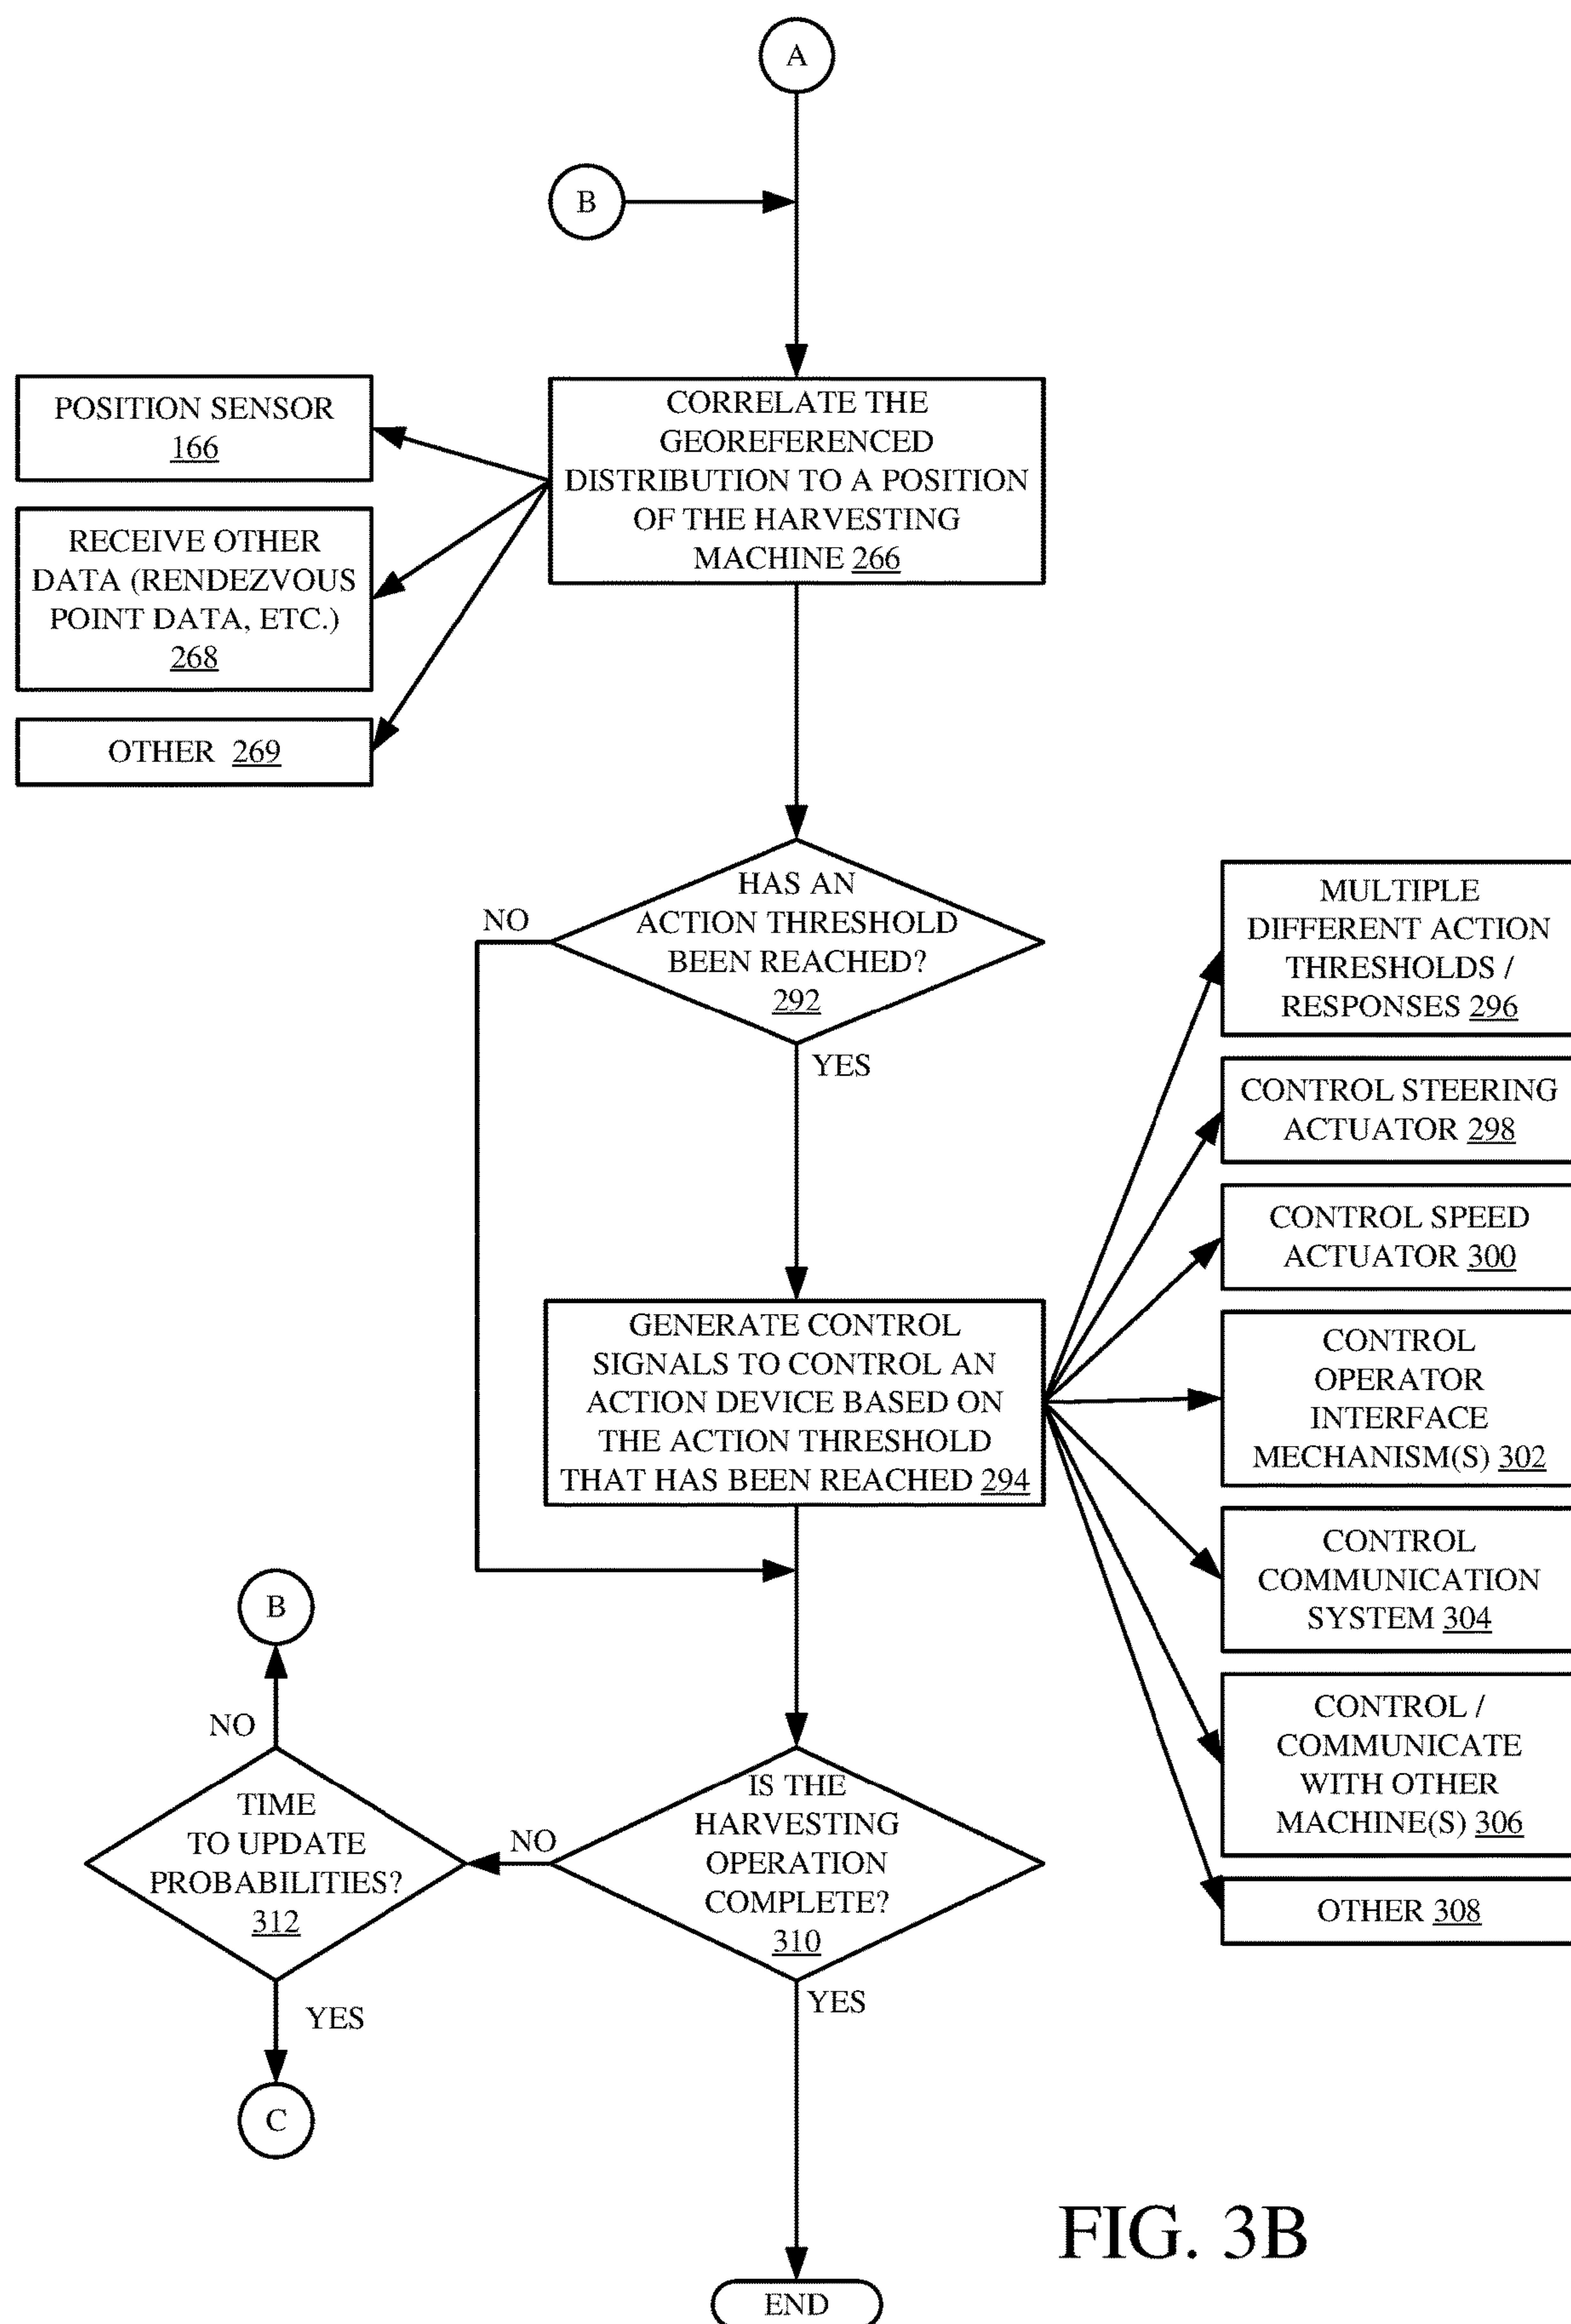 A
B
POSITION SENSOR
166
RECEIVE OTHER
DATA (RENDEZVOUS
POINT DATA, ETC.)
268
OTHER 269
CORRELATE THE
GEOREFERENCED
DISTRIBUTION TO A POSITION
OF THE HARVESTING
MACHINE 266
HAS AN
ACTION THRESHOLD
BEEN REACHED?
292
NO
YES
GENERATE CONTROL
SIGNALS TO CONTROL AN
ACTION DEVICE BASED ON
THE ACTION THRESHOLD
THAT HAS BEEN REACHED 294
MULTIPLE
DIFFERENT ACTION
THRESHOLDS /
RESPONSES 296
CONTROL STEERING
ACTUATOR 298
CONTROL SPEED
ACTUATOR 300
CONTROL
OPERATOR
INTERFACE
MECHANISM(S) 302
CONTROL
COMMUNICATION
SYSTEM 304
CONTROL /
COMMUNICATE
WITH OTHER
MACHINE(S) 306
OTHER 308
IS THE
HARVESTING
OPERATION
COMPLETE?
310
NO
YES
B
NO
TIME
TO UPDATE
PROBABILITIES?
312
YES
C
END
FIG. 3B